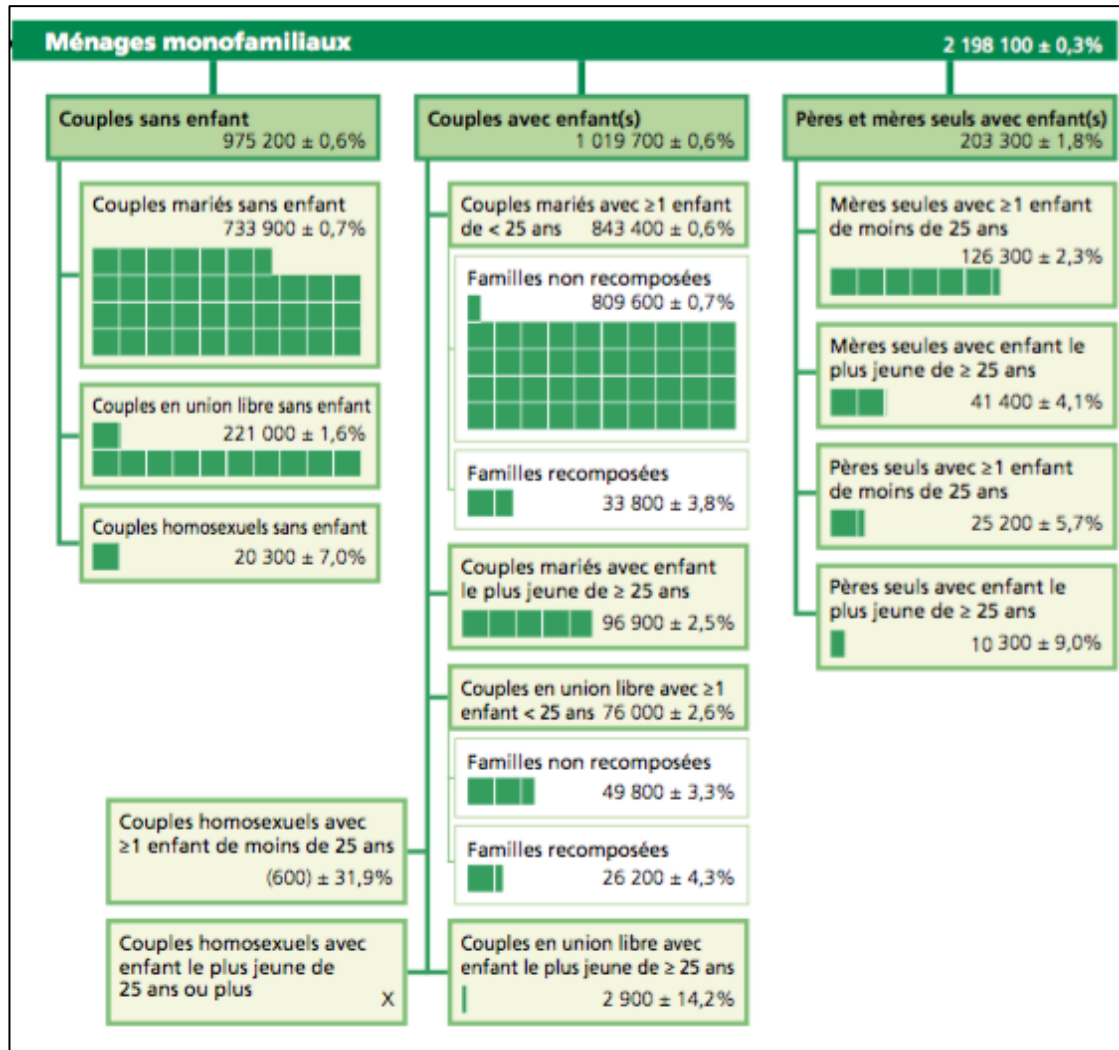 Ménages monofamiliaux 2 198 100 ± 0,3%
Couples sans enfant
975 200 ± 0,6%
Couples mariés sans enfant
733 900 ± 0,7%
Couples en union libre sans enfant
221 000 ± 1,6%
Couples homosexuels sans enfant
20 300 ± 7,0%
Couples avec enfant(s)
1 019 700 ± 0,6%
Couples mariés avec ≥1 enfant
de < 25 ans 843 400 ± 0,6%
Familles non recomposées
809 600 ± 0,7%
Familles recomposées
33 800 ± 3,8%
Couples mariés avec enfant
le plus jeune de ≥ 25 ans
96 900 ± 2,5%
Couples en union libre avec ≥1
enfant < 25 ans 76 000 ± 2,6%
Familles non recomposées
49 800 ± 3,3%
Familles recomposées
26 200 ± 4,3%
Couples homosexuels avec
≥1 enfant de moins de 25 ans
(600) ± 31,9%
Couples homosexuels avec
enfant le plus jeune de
25 ans ou plus X
Couples en union libre avec
enfant le plus jeune de ≥ 25 ans
2 900 ± 14,2%
Pères et mères seuls avec enfant(s)
203 300 ± 1,8%
Mères seules avec ≥1 enfant
de moins de 25 ans
126 300 ± 2,3%
Mères seules avec enfant le
plus jeune de ≥ 25 ans
41 400 ± 4,1%
Pères seuls avec ≥1 enfant
de moins de 25 ans
25 200 ± 5,7%
Pères seuls avec enfant le
plus jeune de ≥ 25 ans
10 300 ± 9,0%